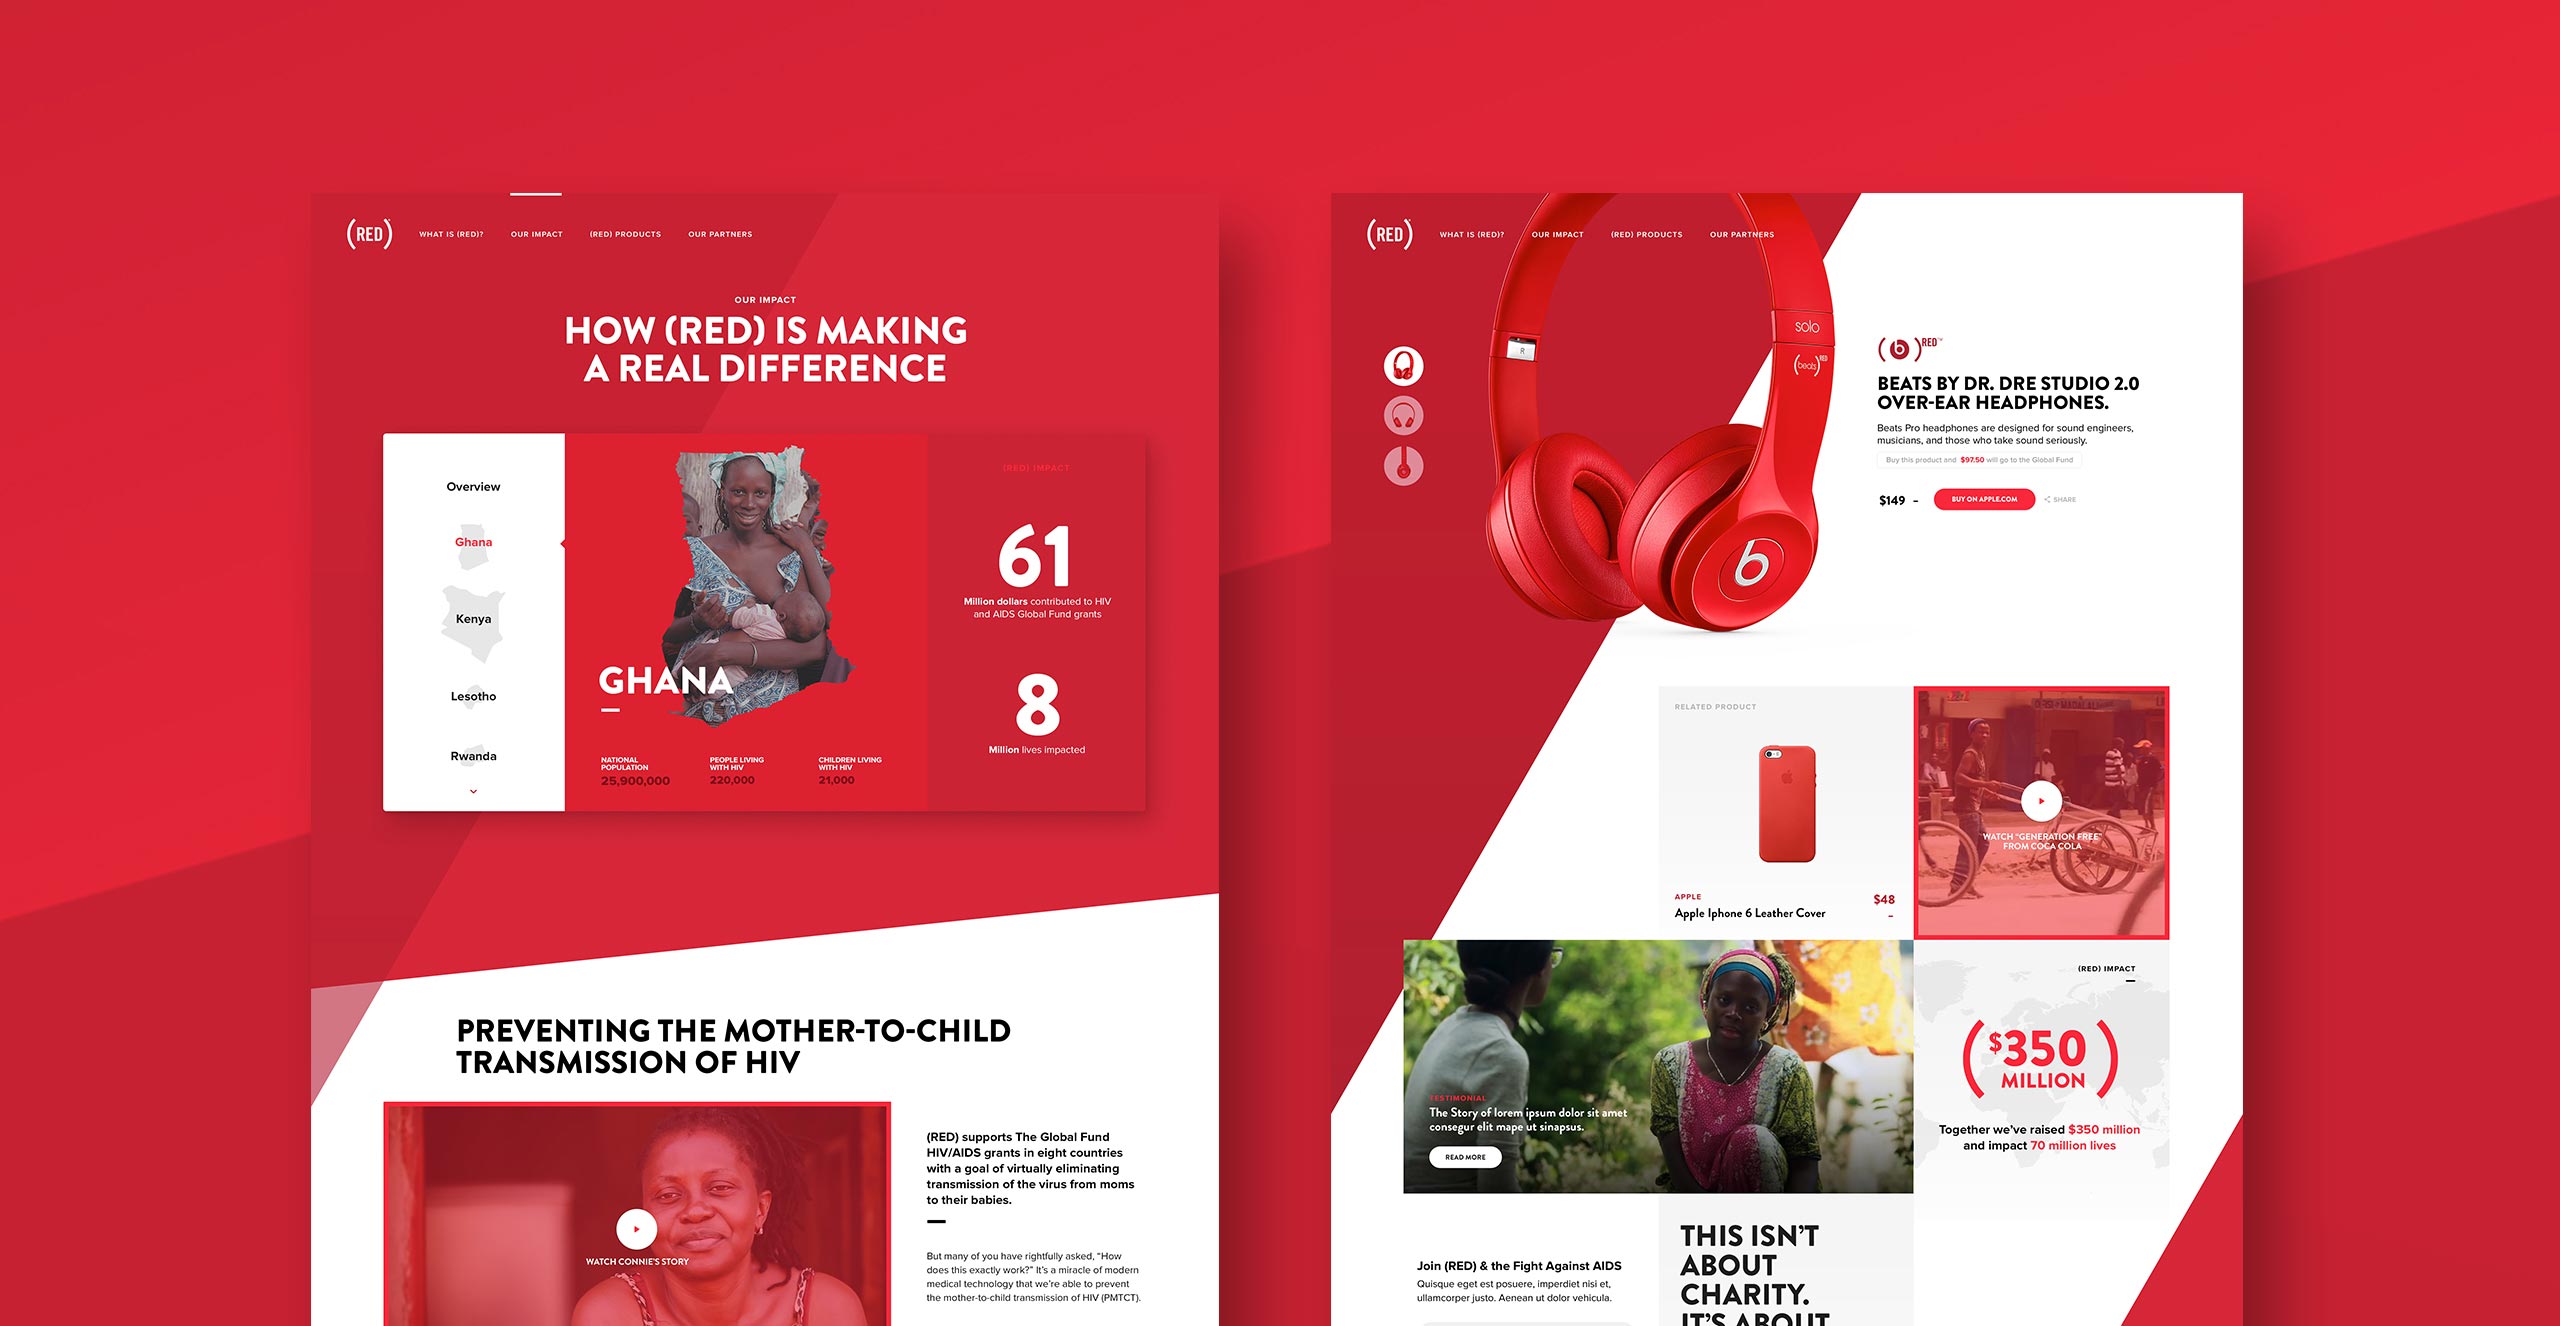 (RED)
WHAT IS (RED)?
OUR IMPACT
(RED) PRODUCTS
OUR PARTNERS
OUR IMPACT
HOW (RED) IS MAKING
A REAL DIFFERENCE
Overview
Ghana
Kenya
Lesotho
Rwanda
GHANA
NATIONAL
POPULATION
25,900,000
PEOPLE LIVING
WITH HIV
220,000
CHILDREN LIVING
WITH HIV
21,000
(RED) IMPACT
61
Million dollars contributed to HIV
and AIDS Global Fund grants
8
Million lives impacted
PREVENTING THE MOTHER-TO-CHILD
TRANSMISSION OF HIV
WATCH CONNIE'S STORY
(RED) supports The Global Fund
HIV/AIDS grants in eight countries
with a goal of virtually eliminating
transmission of the virus from moms
to their babies.
But many of you have rightfully asked, “How
does this exactly work?” It’s a miracle of modern
medical technology that we’re able to prevent
the mother-to-child transmission of HIV (PMTCT).
(RED)
WHAT IS (RED)?
OUR IMPACT
(RED) PRODUCTS
OUR PARTNERS
R
solo
(beats)RED
b
(b)RED™
BEATS BY DR. DRE STUDIO 2.0
OVER-EAR HEADPHONES.
Beats Pro headphones are designed for sound engineers,
musicians, and those who take sound seriously.
Buy this product and $97.50 will go to the Global Fund
$149 -
BUY ON APPLE.COM
SHARE
RELATED PRODUCT
APPLE
Apple Iphone 6 Leather Cover
$48
-
WATCH “GENERATION FREE”
FROM COCA COLA
TESTIMONIAL
The Story of lorem ipsum dolor sit amet
consegur elit mape ut sinapsus.
READ MORE
(RED) IMPACT
($350
MILLION)
Together we’ve raised $350 million
and impact 70 million lives
Join (RED) & the Fight Against AIDS
Quisque eget est posuere, imperdiet nisi et,
ullamcorper justo. Aenean ut dolor vehicula.
THIS ISN’T
ABOUT
CHARITY.
IT’S ABOUT